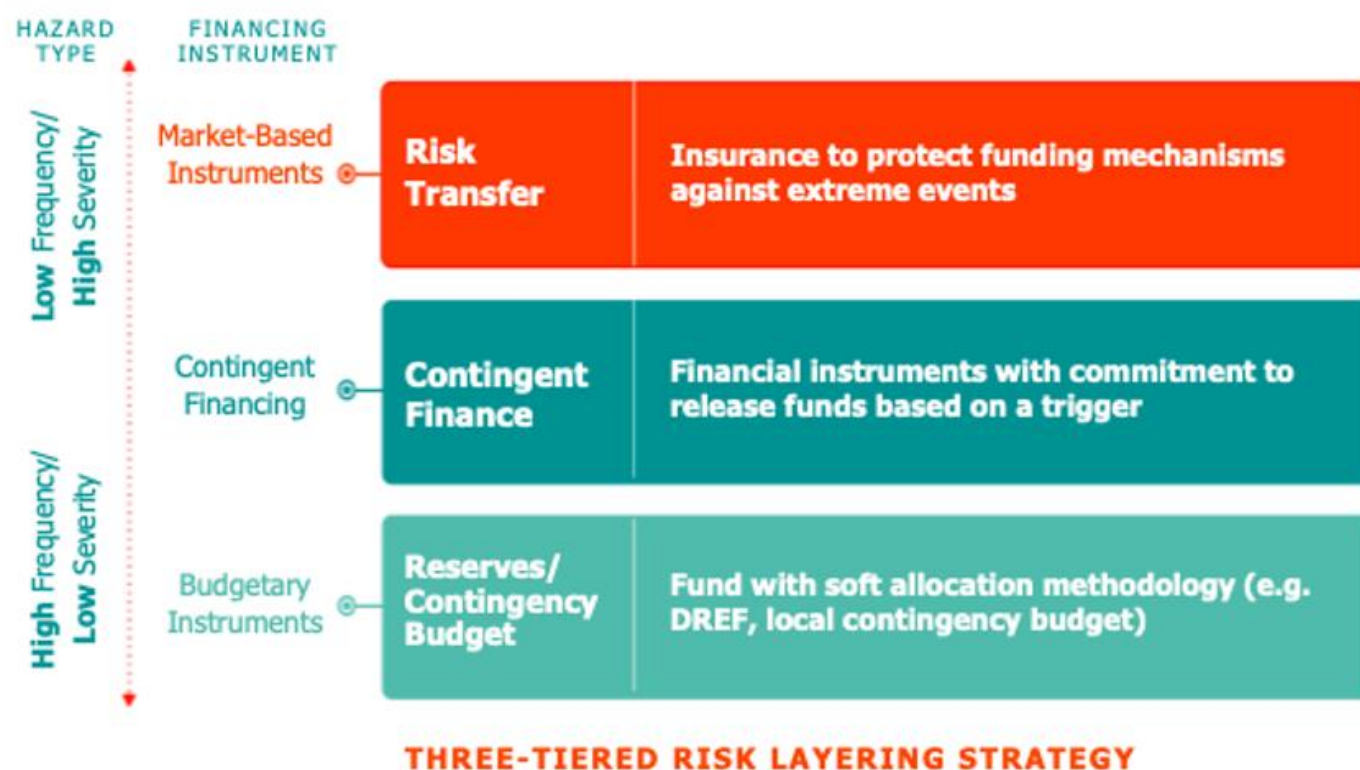 HAZARD
TYPE
FINANCING
INSTRUMENT
Low Frequency/
High Severity
High Frequency/
Low Severity
Market-Based
Instruments
Risk
Transfer
Insurance to protect funding mechanisms
against extreme events
Contingent
Financing
Contingent
Finance
Financial instruments with commitment to
release funds based on a trigger
Budgetary
Instruments
Reserves/
Contingency
Budget
Fund with soft allocation methodology (e.g.
DREF, local contingency budget)
THREE-TIERED RISK LAYERING STRATEGY